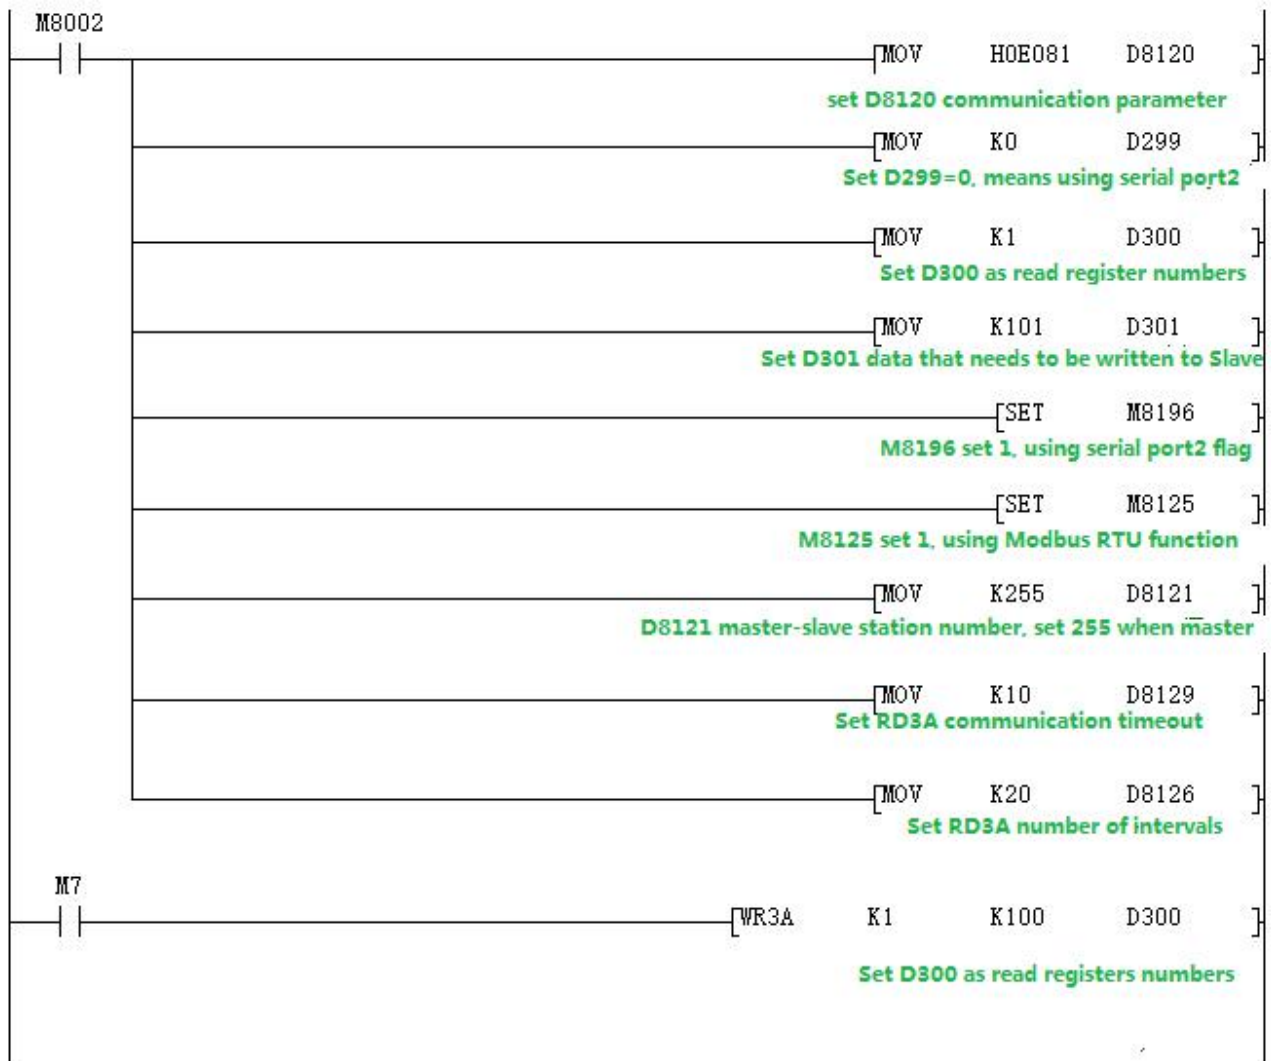 M8002
MOV H0E081 D8120
set D8120 communication parameter
MOV K0 D299
Set D299=0, means using serial port2
MOV K1 D300
Set D300 as read register numbers
MOV K101 D301
Set D301 data that needs to be written to Slave
SET M8196
M8196 set 1, using serial port2 flag
SET M8125
M8125 set 1, using Modbus RTU function
MOV K255 D8121
D8121 master-slave station number, set 255 when master
MOV K10 D8129
Set RD3A communication timeout
MOV K20 D8126
Set RD3A number of intervals
M7
WR3A K1 K100 D300
Set D300 as read registers numbers